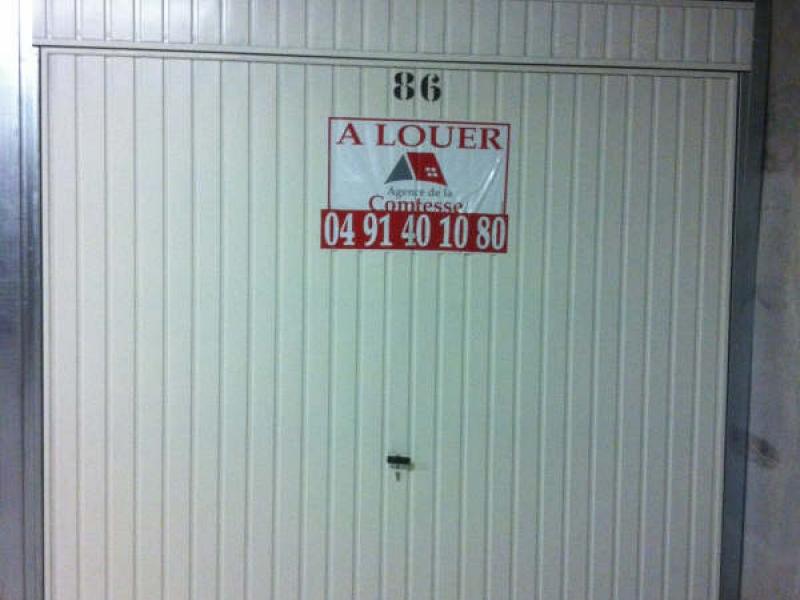 86
A LOUER
Agence de la
Comtesse
04 91 40 10 80